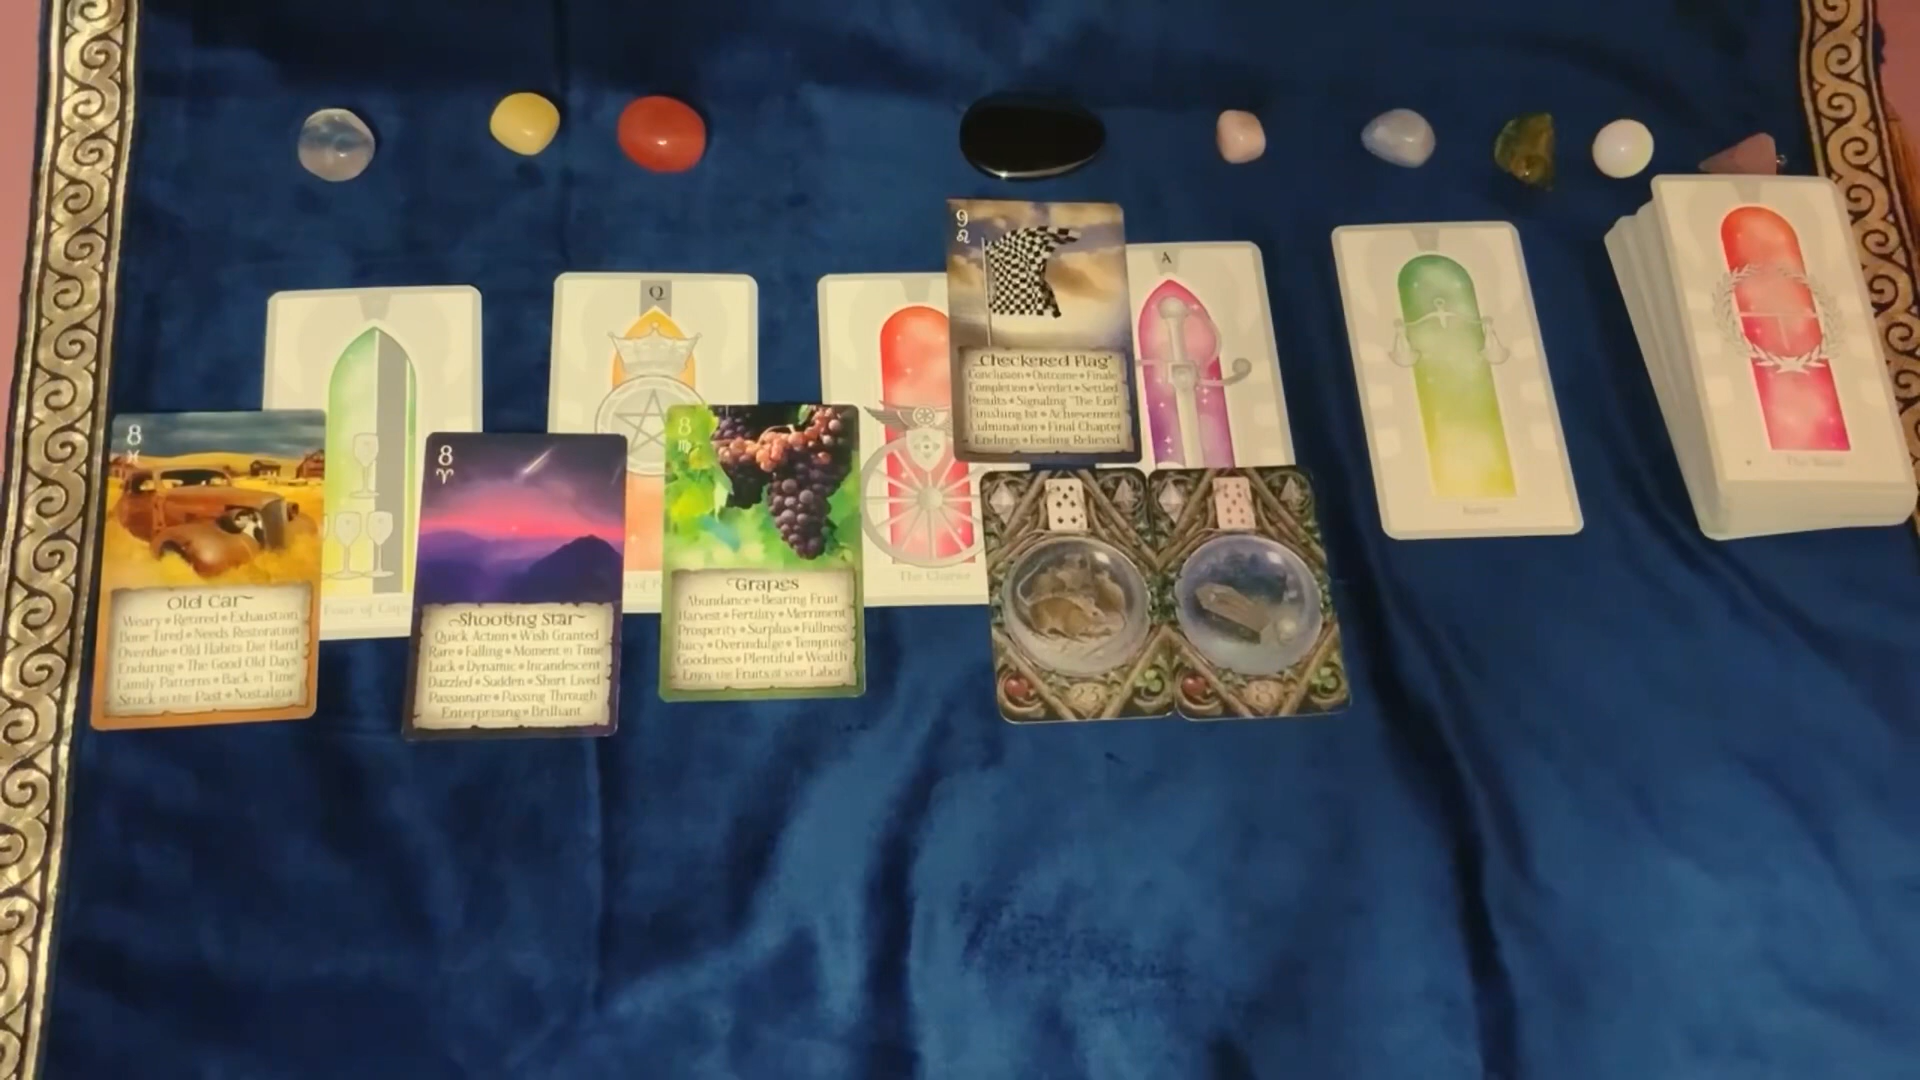 8
Old Car
Weary • Retired • Exhaustion
Bone Tired • Needs Restoration
Overdue • Old Habits Die Hard
Enduring • The Good Old Days
Family Patterns • Back in Time
Stuck in the Past • Nostalgia
Four of Cups
8
Shooting Star
Quick Action • Wish Granted
Rare • Falling • Moment in Time
Luck • Dynamic • Incandescent
Dazzled • Sudden • Short Lived
Passionate • Passing Through
Enterprising • Brilliant
Q
of
8
Grapes
Abundance • Bearing Fruit
Harvest • Fertility • Merriment
Prosperity • Surplus • Fullness
Juicy • Overindulge • Tempting
Goodness • Plentiful • Wealth
Enjoy the Fruits of your Labor
The Chariot
9
"Checkered Flag"
Conclusion • Outcome • Finale
Completion • Verdict • Settled
Results • Signaling "The End"
Finishing 1st • Achievement
Culmination • Final Chapter
Endings • Feeling Relieved
A
23
The World